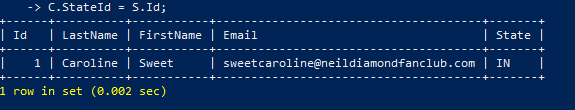 -> C.StateId = S.Id;
+----+----------+-----------+-----------------------------------+-------+
| Id | LastName | FirstName | Email                             | State |
+----+----------+-----------+-----------------------------------+-------+
|  1 | Caroline | Sweet     | sweetcaroline@neildiamondfanclub.com | IN    |
+----+----------+-----------+-----------------------------------+-------+
1 row in set (0.002 sec)